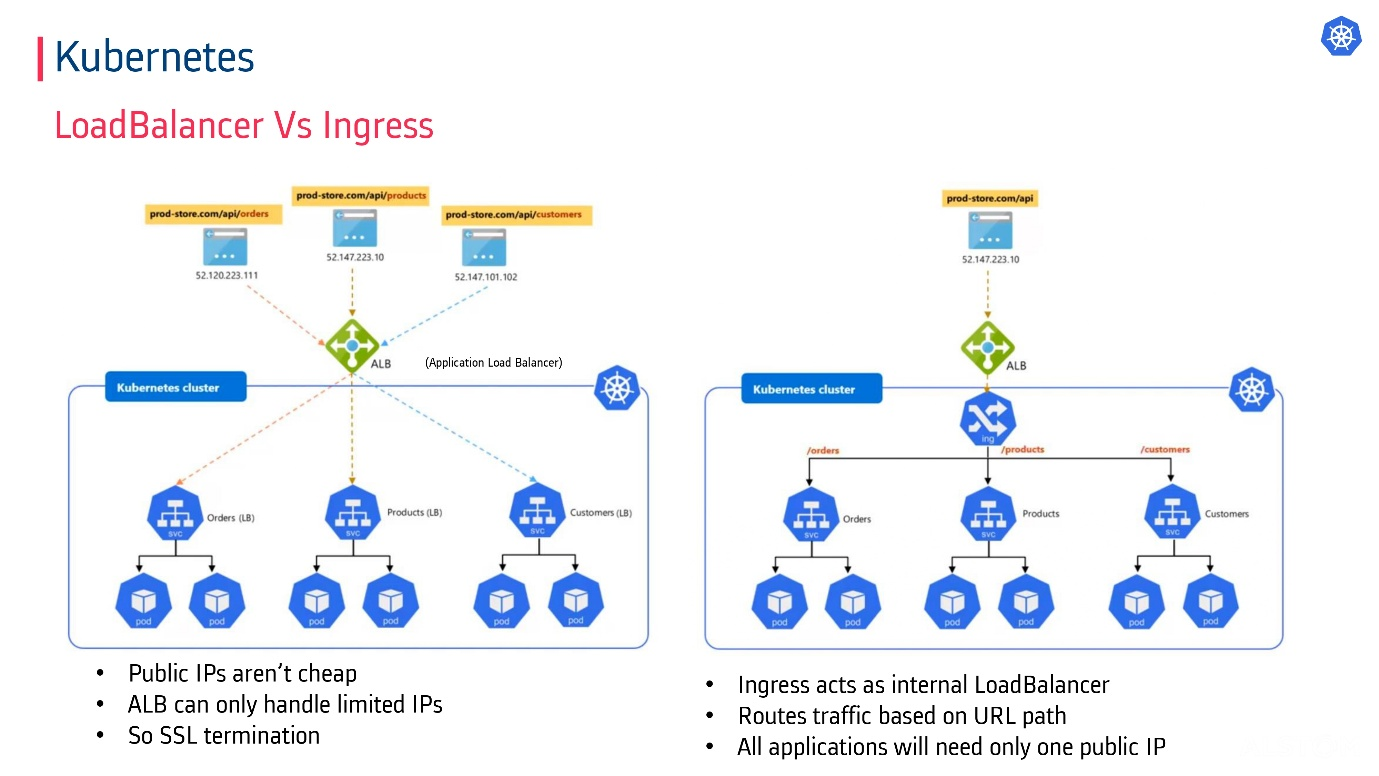 Kubernetes
LoadBalancer Vs Ingress
prod-store.com/api/orders
52.120.223.111
prod-store.com/api/products
52.147.223.10
prod-store.com/api/customers
52.147.101.102
ALB
(Application Load Balancer)
Kubernetes cluster
Orders (LB)
svc
Products (LB)
svc
Customers (LB)
svc
pod
pod
pod
pod
pod
pod
• Public IPs aren’t cheap
• ALB can only handle limited IPs
• So SSL termination
prod-store.com/api
52.147.223.10
ALB
Kubernetes cluster
ing
/orders
/products
/customers
Orders
svc
Products
svc
Customers
svc
pod
pod
pod
pod
pod
pod
• Ingress acts as internal LoadBalancer
• Routes traffic based on URL path
• All applications will need only one public IP